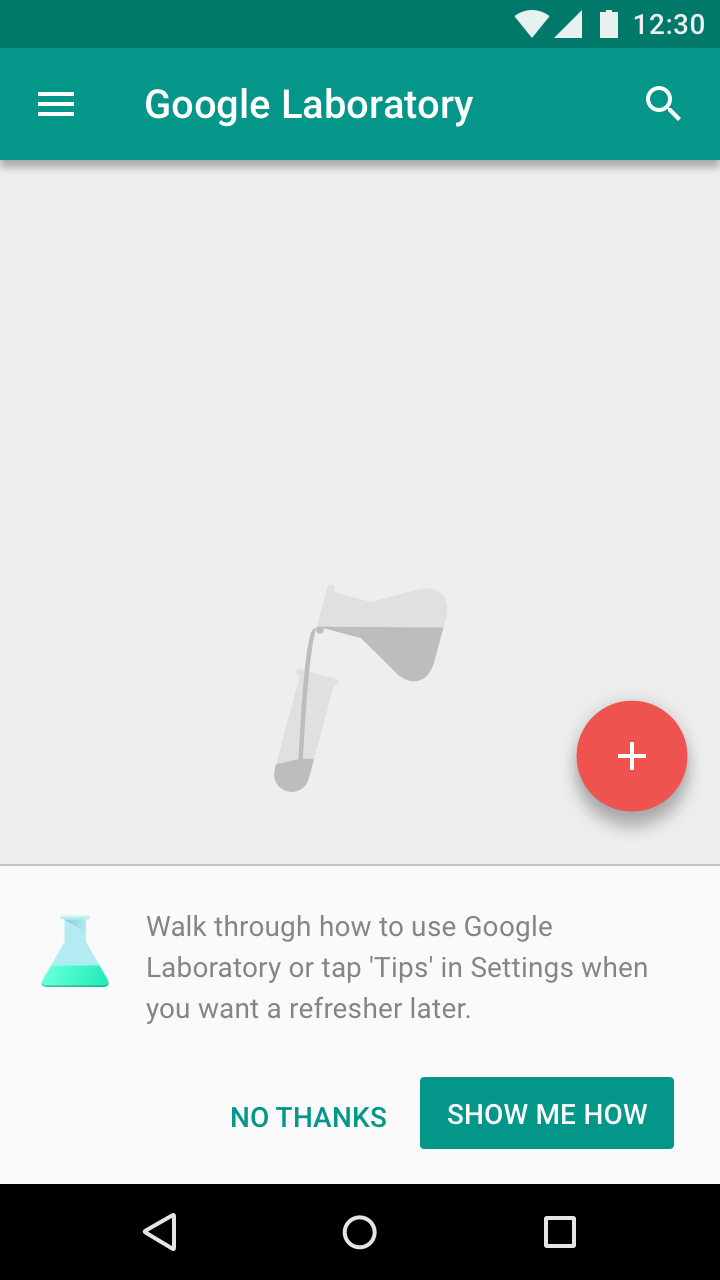 12:30
Google Laboratory
Walk through how to use Google
Laboratory or tap 'Tips' in Settings when
you want a refresher later.
NO THANKS
SHOW ME HOW